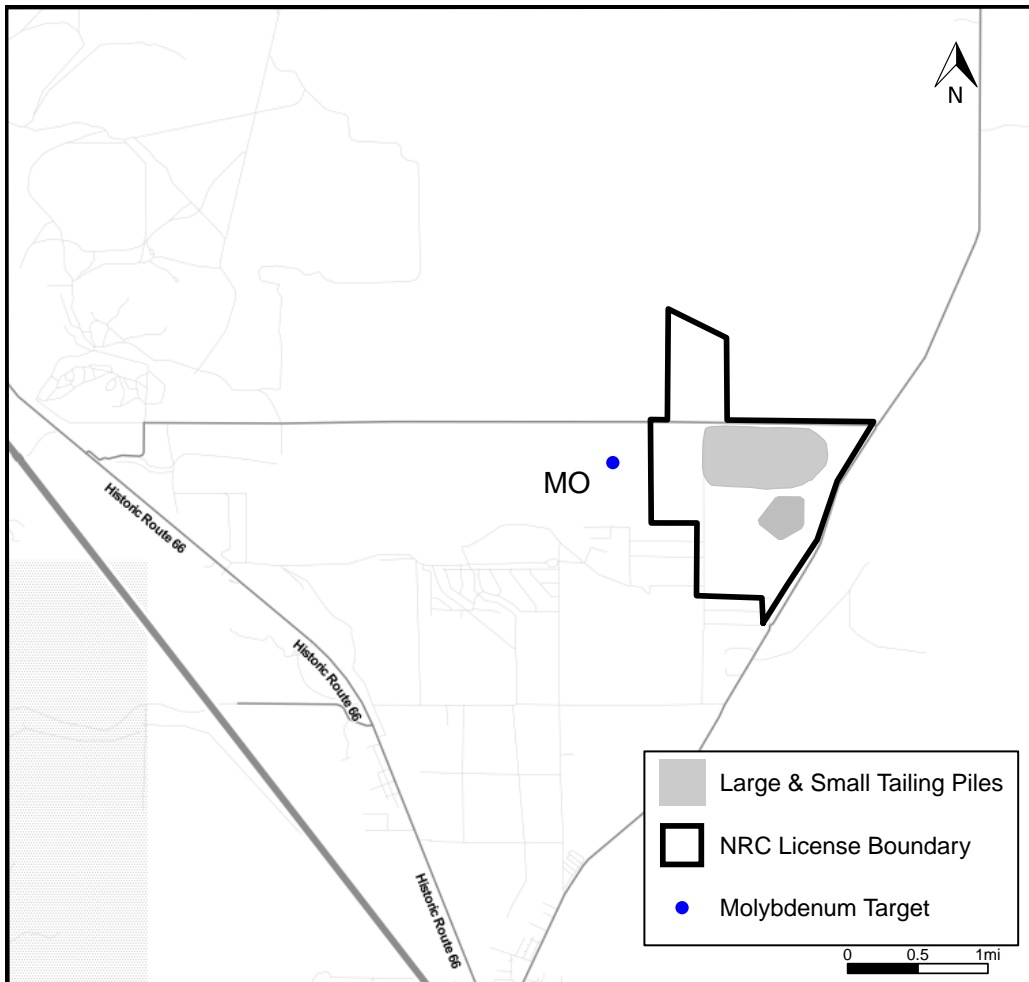 N
MO
Historic Route 66
Historic Route 66
Historic Route 66
Large & Small Tailing Piles
NRC License Boundary
Molybdenum Target
0 0.5 1mi